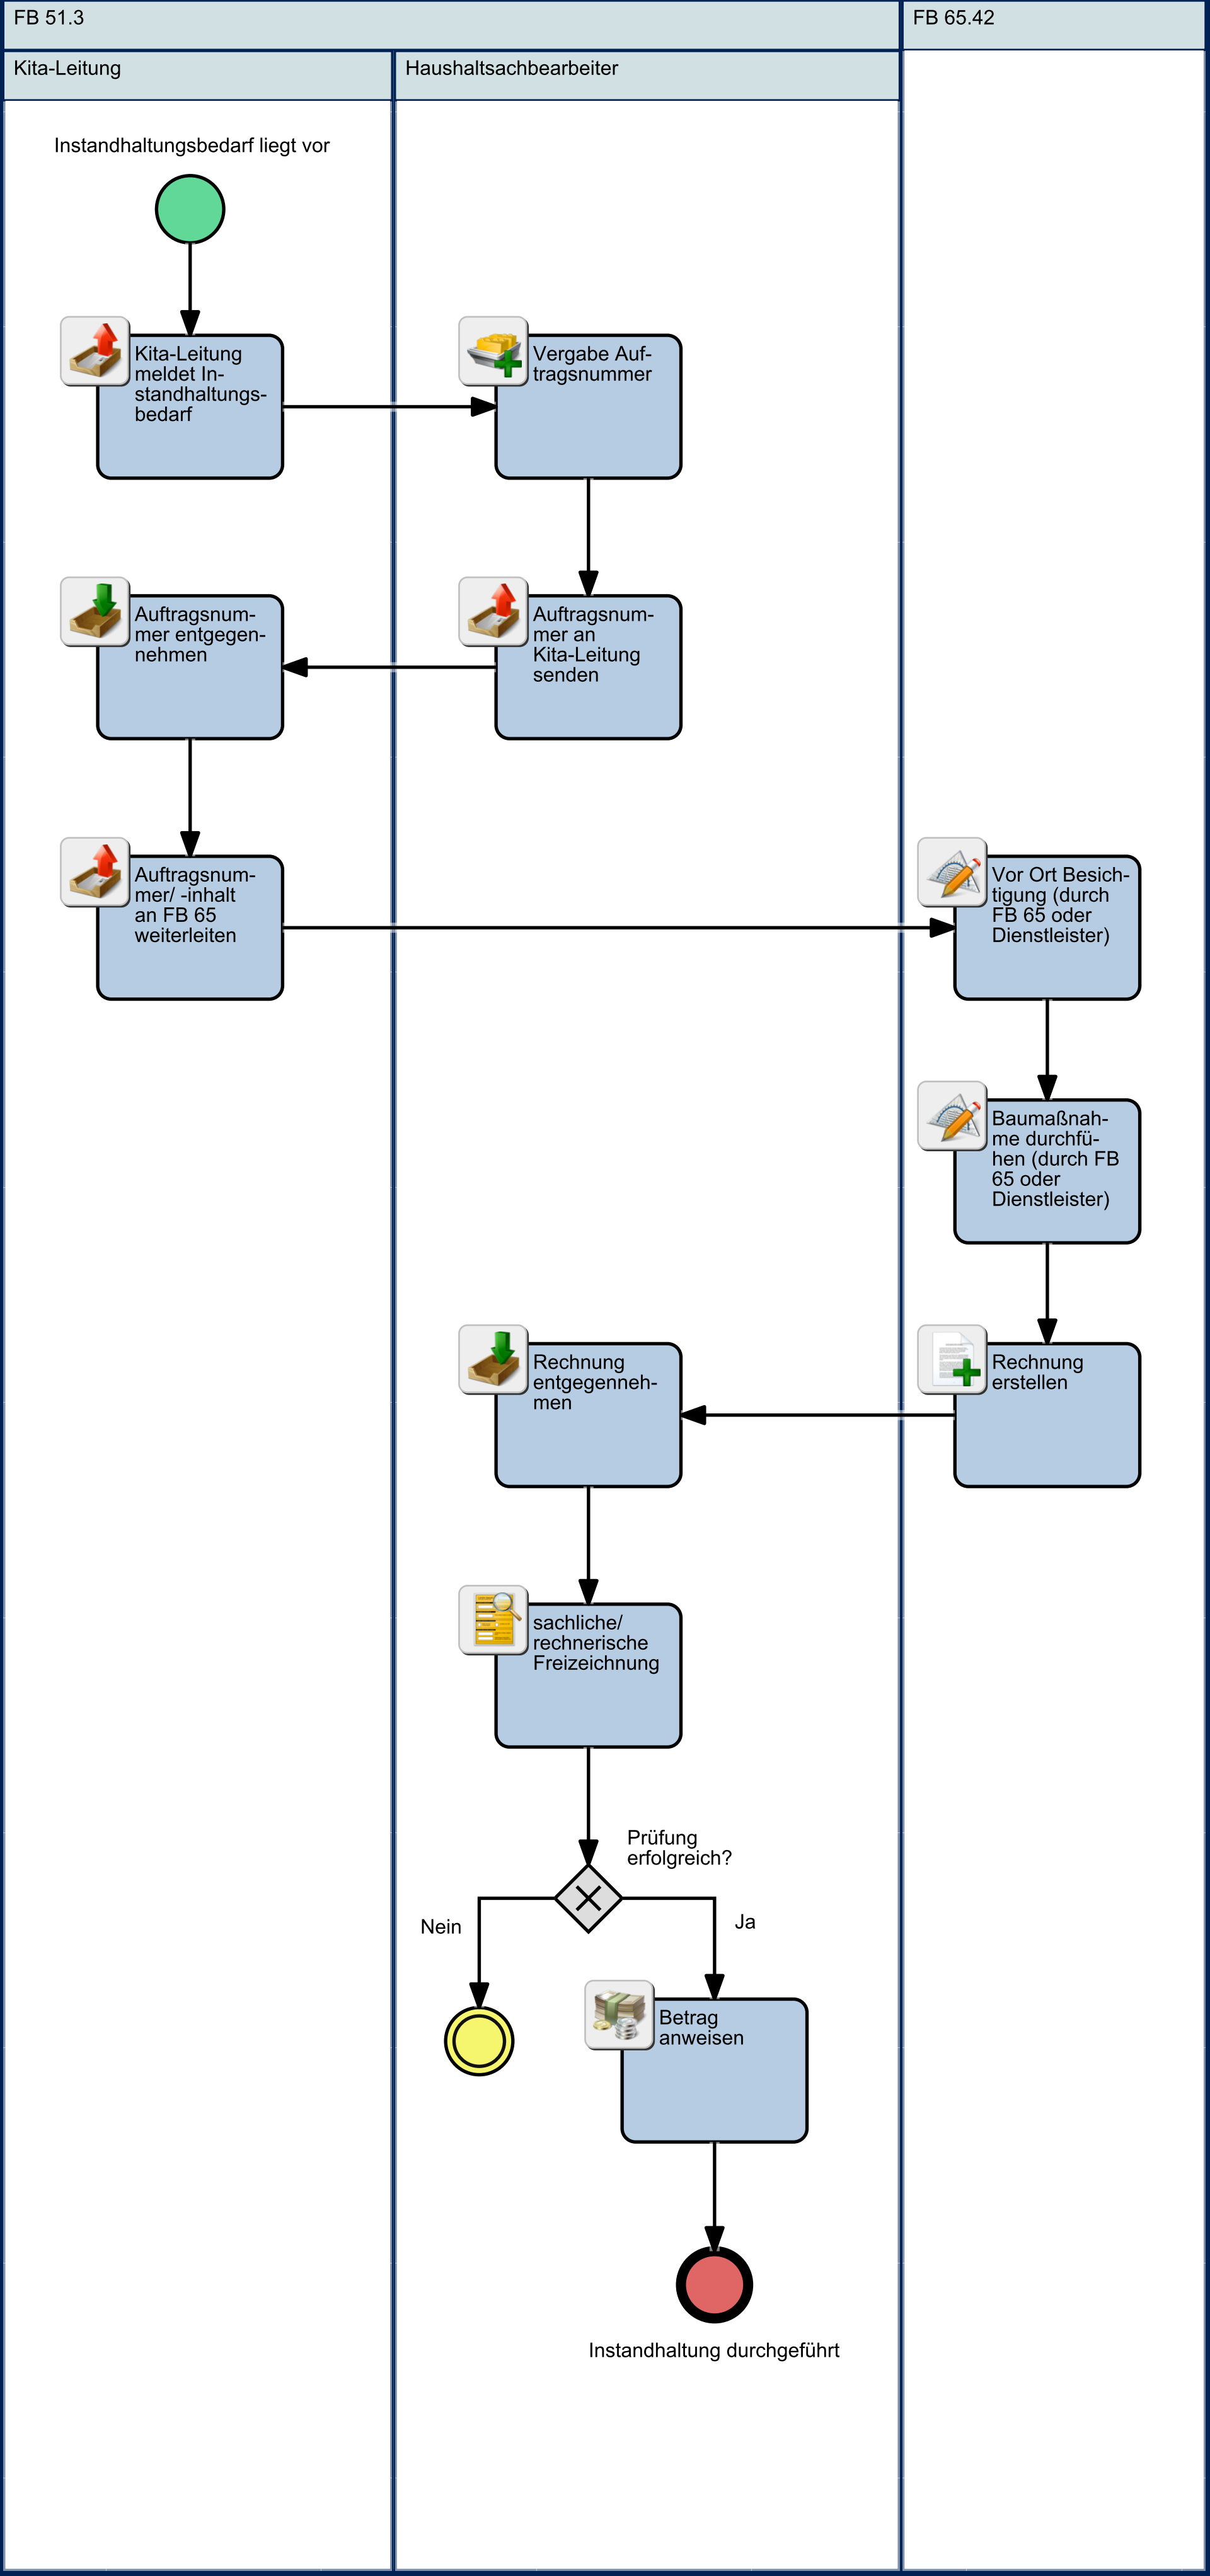 FB 51.3
FB 65.42
Kita-Leitung
Haushaltsachbearbeiter
Instandhaltungsbedarf liegt vor
Kita-Leitung
meldet In-
standhaltungs-
bedarf
Vergabe Auf-
tragsnummer
Auftragsnum-
mer entgegen-
nehmen
Auftragsnum-
mer an
Kita-Leitung
senden
Auftragsnum-
mer/ -inhalt
an FB 65
weiterleiten
Vor Ort Besich-
tigung (durch
FB 65 oder
Dienstleister)
Baumaßnah-
me durchfü-
hen (durch FB
65 oder
Dienstleister)
Rechnung
entgegenneh-
men
Rechnung
erstellen
sachliche/
rechnerische
Freizeichnung
Prüfung
erfolgreich?
Nein
Ja
Betrag
anweisen
Instandhaltung durchgeführt